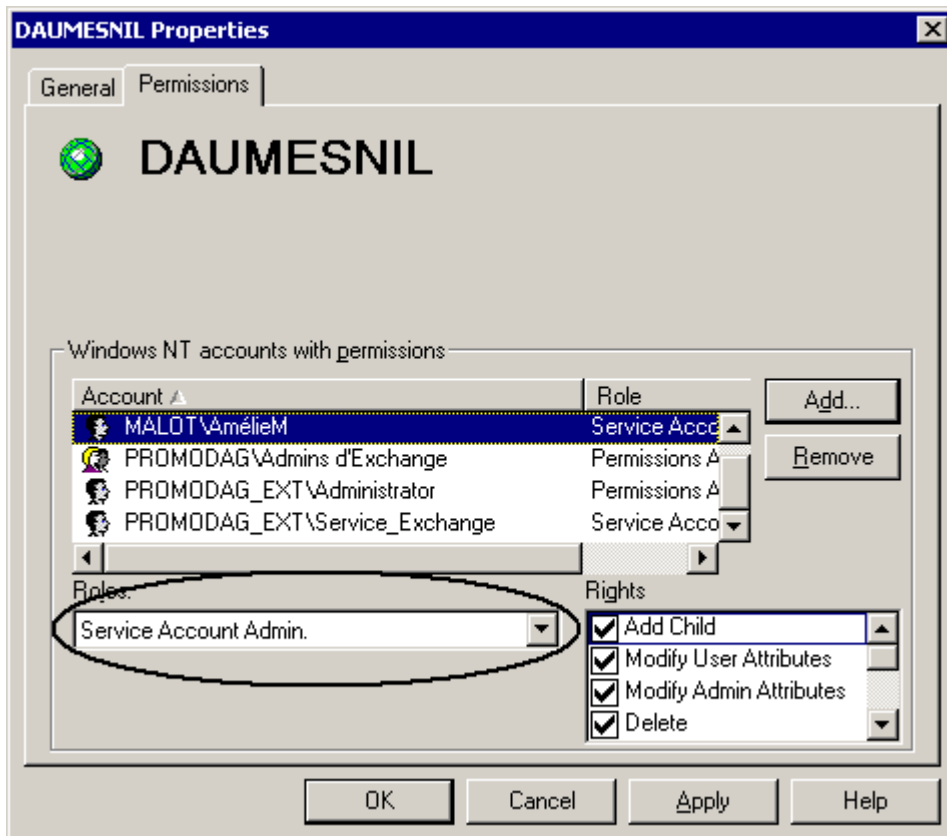 DAUMESNIL Properties
General Permissions
DAUMESNIL
Windows NT accounts with permissions
Account Role
MALOT\AmélieM Service Acco
PROMODAG\Admins d'Exchange Permissions A
PROMODAG_EXT\Administrator Permissions A
PROMODAG_EXT\Service_Exchange Service Acco
Add...
Remove
Roles:
Service Account Admin.
Rights
Add Child
Modify User Attributes
Modify Admin Attributes
Delete
OK Cancel Apply Help